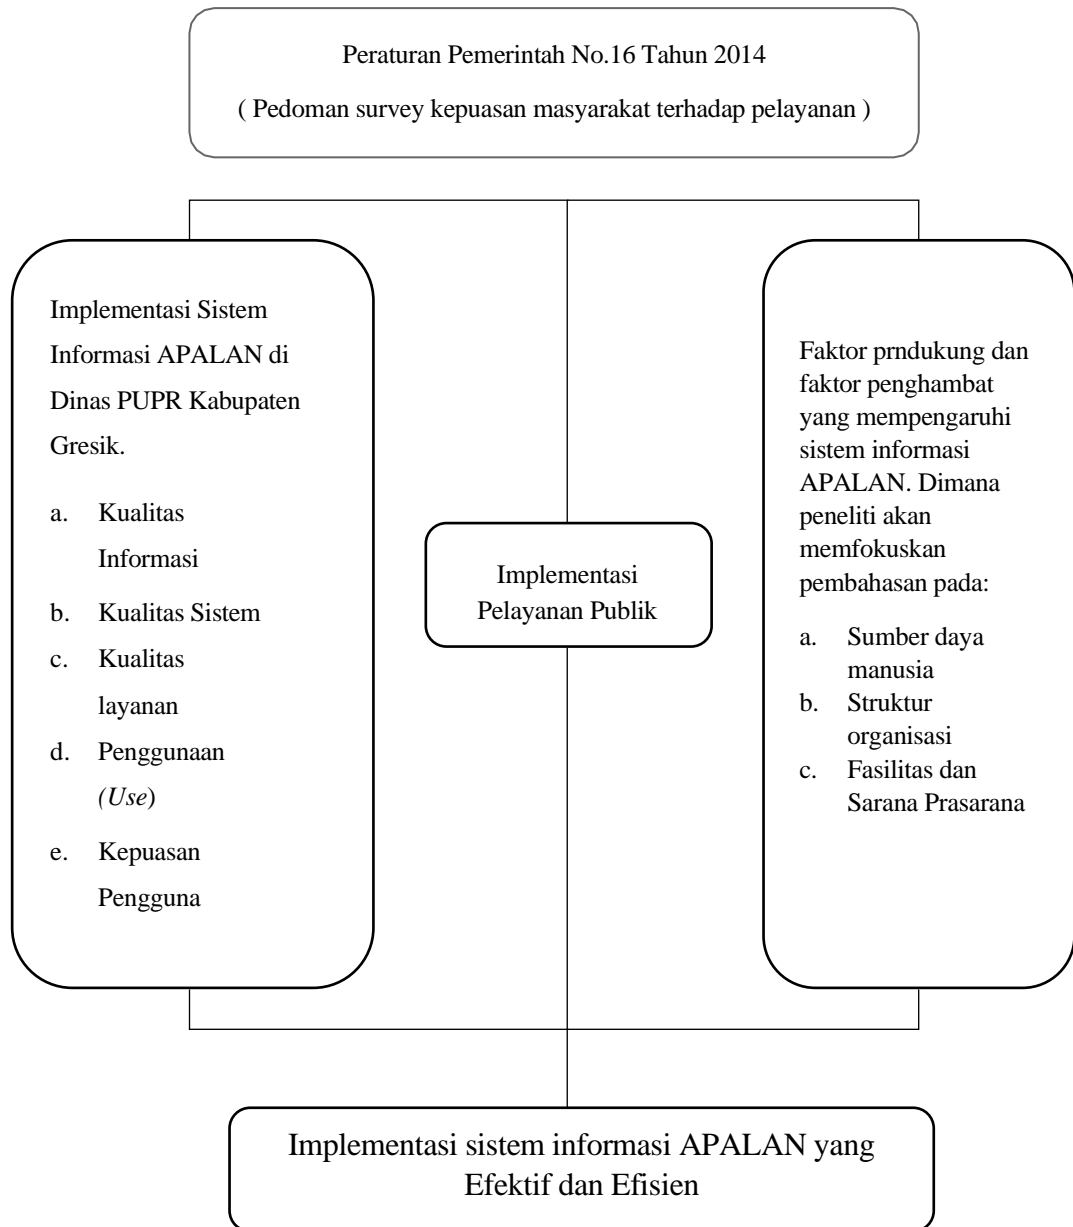 Peraturan Pemerintah No.16 Tahun 2014
( Pedoman survey kepuasan masyarakat terhadap pelayanan )
Implementasi Sistem
Informasi APALAN di
Dinas PUPR Kabupaten
Gresik.
a. Kualitas
Informasi
b. Kualitas Sistem
c. Kualitas
layanan
d. Penggunaan
(Use)
e. Kepuasan
Pengguna
Implementasi
Pelayanan Publik
Faktor prndukung dan
faktor penghambat
yang mempengaruhi
sistem informasi
APALAN. Dimana
peneliti akan
memfokuskan
pembahasan pada:
a. Sumber daya
manusia
b. Struktur
organisasi
c. Fasilitas dan
Sarana Prasarana
Implementasi sistem informasi APALAN yang
Efektif dan Efisien